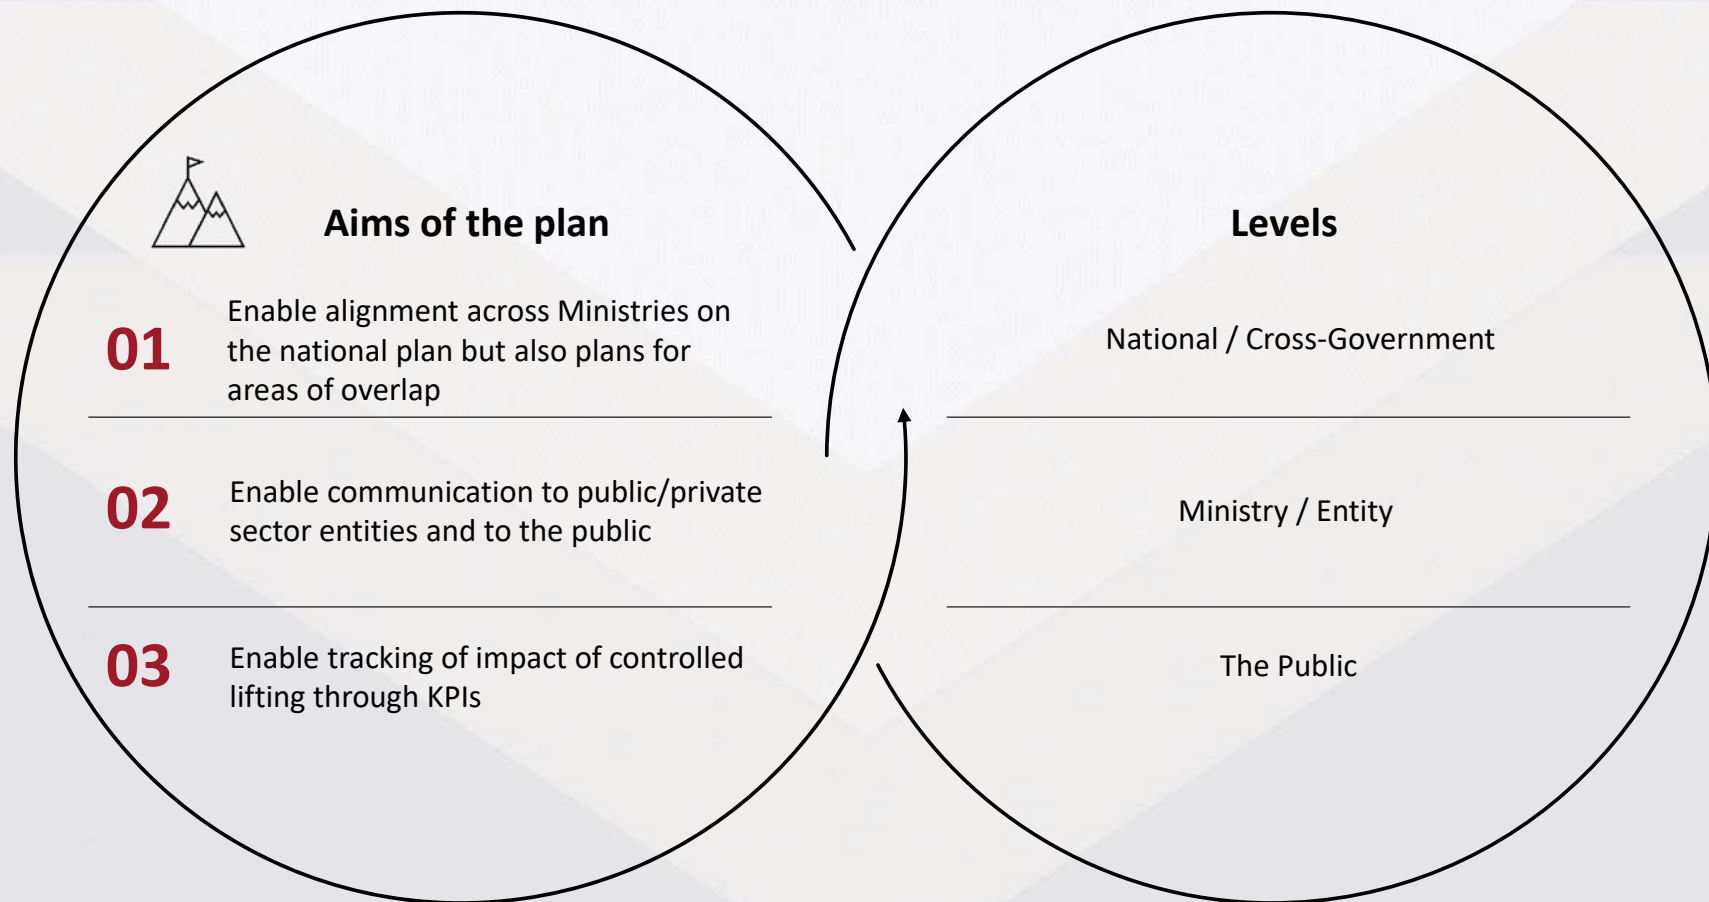 Aims of the plan
01
Enable alignment across Ministries on
the national plan but also plans for
areas of overlap
02
Enable communication to public/private
sector entities and to the public
03
Enable tracking of impact of controlled
lifting through KPIs
Levels
National / Cross-Government
Ministry / Entity
The Public